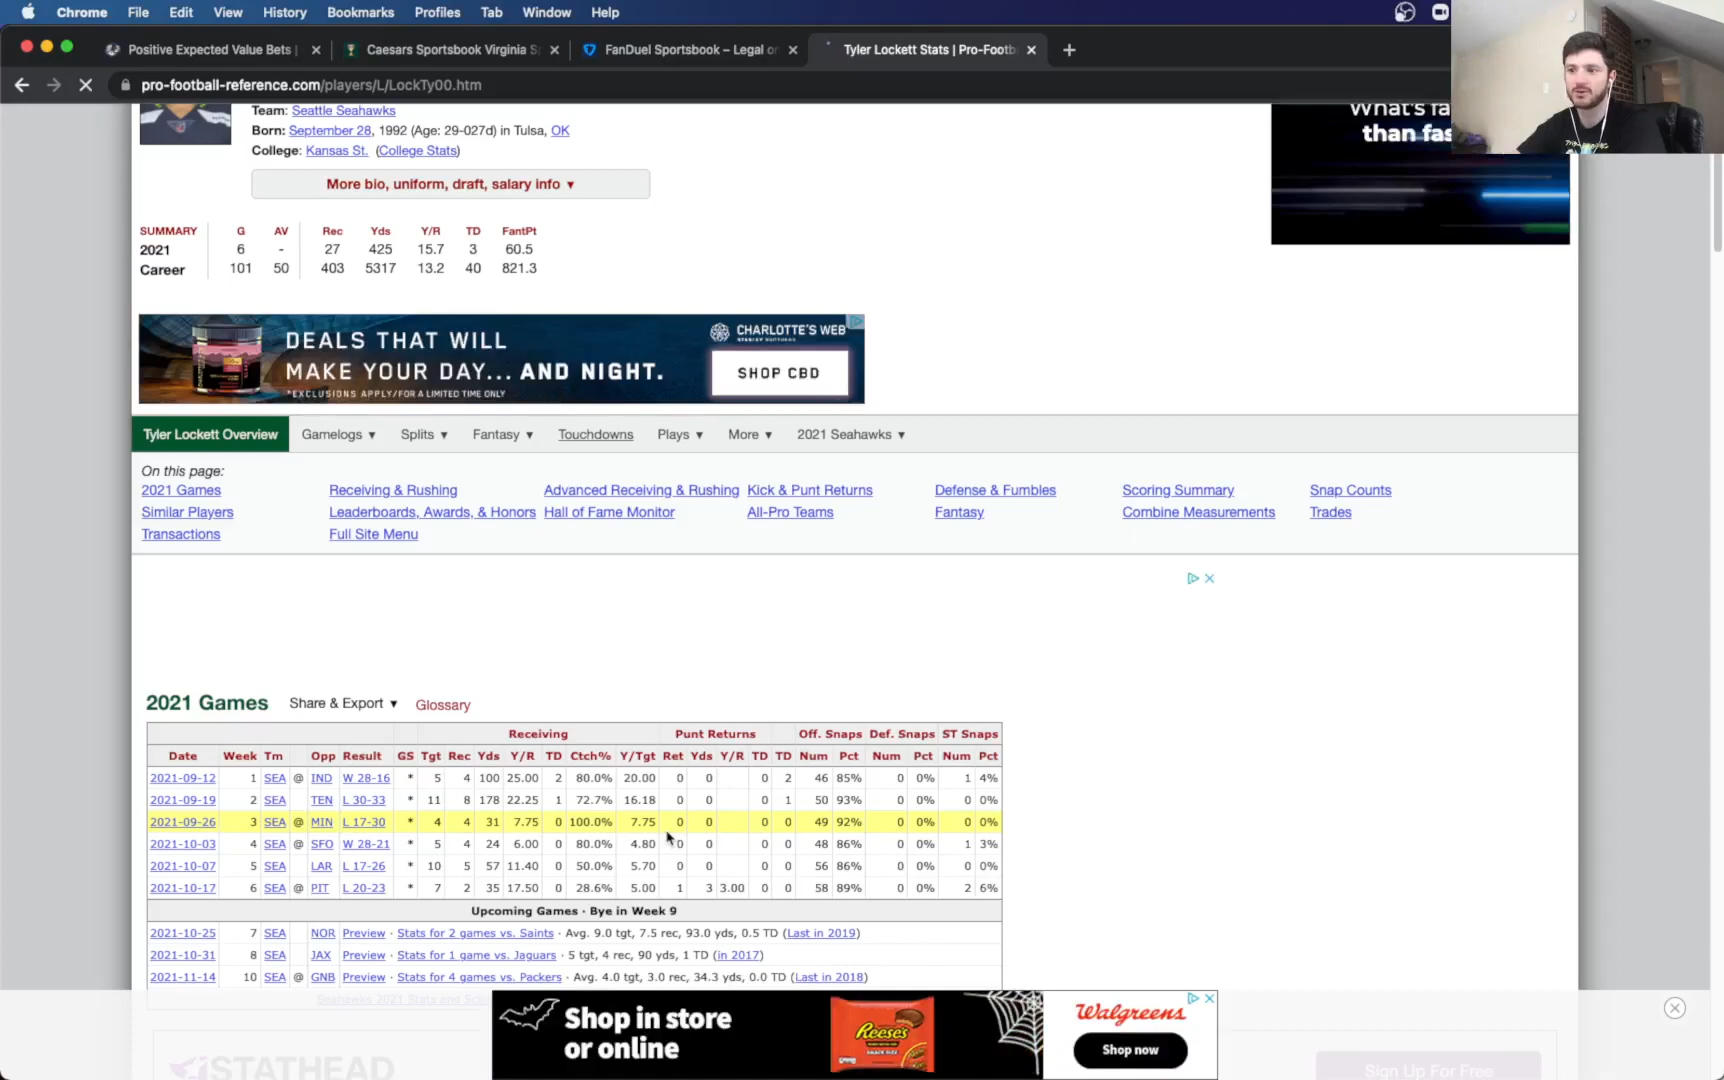 Chrome File Edit View History Bookmarks Profiles Tab Window Help
Positive Expected Value Bets | Caesars Sportsbook Virginia S FanDuel Sportsbook – Legal or Tyler Lockett Stats | Pro-Footb
pro-football-reference.com/players/L/LockTy00.htm
Team: Seattle Seahawks
Born: September 28, 1992 (Age: 29-027d) in Tulsa, OK
College: Kansas St. (College Stats)
More bio, uniform, draft, salary info ▼
What's fa
than fas
SUMMARY G AV Rec Yds Y/R TD FantPt
2021 6 - 27 425 15.7 3 60.5
Career 101 50 403 5317 13.2 40 821.3
DEALS THAT WILL
MAKE YOUR DAY... AND NIGHT.
*EXCLUSIONS APPLY/FOR A LIMITED TIME ONLY
CHARLOTTE'S WEB
SHOP CBD
Tyler Lockett Overview Gamelogs ▼ Splits ▼ Fantasy ▼ Touchdowns Plays ▼ More ▼ 2021 Seahawks ▼
On this page:
2021 Games Receiving & Rushing Advanced Receiving & Rushing Kick & Punt Returns Defense & Fumbles Scoring Summary Snap Counts
Similar Players Leaderboards, Awards, & Honors Hall of Fame Monitor All-Pro Teams Fantasy Combine Measurements Trades
Transactions Full Site Menu
2021 Games Share & Export ▼ Glossary
Receiving Punt Returns Off. Snaps Def. Snaps ST Snaps
Date Week Tm Opp Result GS Tgt Rec Yds Y/R TD Ctch% Y/Tgt Ret Yds Y/R TD TD Num Pct Num Pct Num Pct
2021-09-12 1 SEA @ IND W 28-16 * 5 4 100 25.00 2 80.0% 20.00 0 0 0 2 46 85% 0 0% 1 4%
2021-09-19 2 SEA TEN L 30-33 * 11 8 178 22.25 1 72.7% 16.18 0 0 0 1 50 93% 0 0% 0 0%
2021-09-26 3 SEA @ MIN L 17-30 * 4 4 31 7.75 0 100.0% 7.75 0 0 0 0 49 92% 0 0% 0 0%
2021-10-03 4 SEA @ SFO W 28-21 * 5 4 24 6.00 0 80.0% 4.80 0 0 0 0 48 86% 0 0% 1 3%
2021-10-07 5 SEA LAR L 17-26 * 10 5 57 11.40 0 50.0% 5.70 0 0 0 0 56 86% 0 0% 0 0%
2021-10-17 6 SEA @ PIT L 20-23 * 7 2 35 17.50 0 28.6% 5.00 1 3 3.00 0 0 58 89% 0 0% 2 6%
Upcoming Games · Bye in Week 9
2021-10-25 7 SEA NOR Preview · Stats for 2 games vs. Saints · Avg. 9.0 tgt, 7.5 rec, 93.0 yds, 0.5 TD (Last in 2019)
2021-10-31 8 SEA JAX Preview · Stats for 1 game vs. Jaguars · 5 tgt, 4 rec, 90 yds, 1 TD (in 2017)
2021-11-14 10 SEA @ GNB Preview · Stats for 4 games vs. Packers · Avg. 4.0 tgt, 3.0 rec, 34.3 yds, 0.0 TD (Last in 2018)
Seahawks 2021 Stats and
Shop in store
or online
Reese's
Walgreens
Shop now
STATHEAD
Sign Up For Free